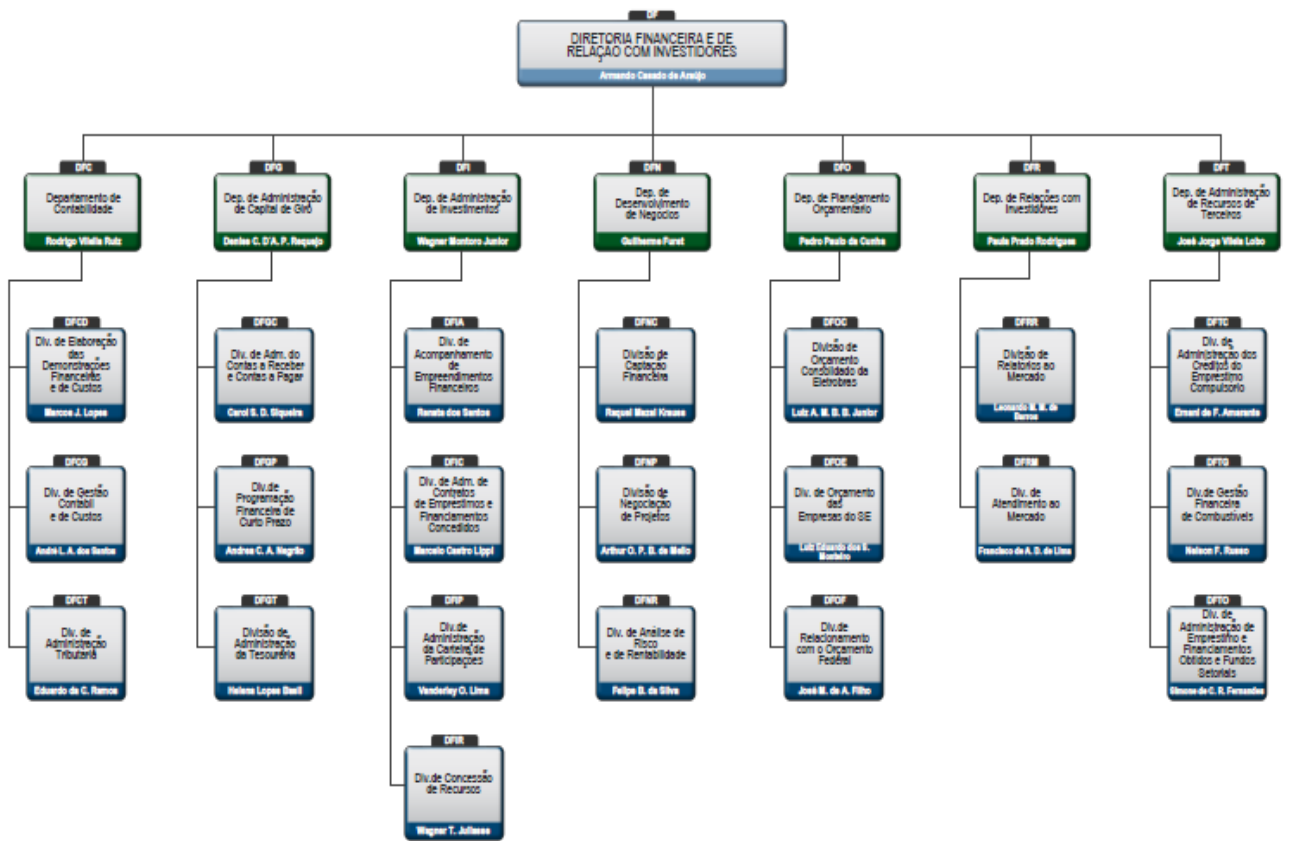 DF
DIRETORIA FINANCEIRA E DE
RELAÇÃO COM INVESTIDORES
Armando Casado de Araújo
DFC
Departamento de
Contabilidade
Rodrigo Vilella Ruiz
DFG
Dep. de Administração
de Capital de Giro
Denise C. D'A. P. Requejo
DFI
Dep. de Administração
de Investimentos
Wagner Montoro Junior
DFN
Dep. de
Desenvolvimento
de Negócios
Guilherme Furst
DFO
Dep. de Planejamento
Orçamentário
Pedro Paulo da Cunha
DFR
Dep. de Relações com
Investidores
Paula Prado Rodrigues
DFT
Dep. de Administração
de Recursos de
Terceiros
José Jorge Vilela Lobo
DFCD
Div. de Elaboração
das
Demonstrações
Financeiras
e de Custos
Marcos J. Lopes
DFGC
Div. de Adm. do
Contas a Receber
e Contas a Pagar
Carol S. D. Siqueira
DFIA
Div. de
Acompanhamento
de
Empreendimentos
Financeiros
Renata dos Santos
DFNC
Divisão de
Captação
Financeira
Raquel Mazal Krauss
DFOC
Divisão de
Orçamento
Consolidado da
Eletrobras
Luiz A. M. B. B. Junior
DFRR
Divisão de
Relatórios ao
Mercado
Leonardo M. M. de
Barros
DFTC
Div. de
Administração dos
Créditos do
Empréstimo
Compulsório
Ernani de F. Amarante
DFCG
Div. de Gestão
Contábil
e de Custos
André L. A. dos Santos
DFGP
Div.de
Programação
Financeira de
Curto Prazo
Andrea C. A. Negrão
DFIC
Div. de Adm. de
Contratos
de Empréstimos e
Financiamentos
Concedidos
Marcelo Castro Lippi
DFNP
Divisão de
Negociação
de Projetos
Arthur O. P. B. de Mello
DFOE
Div. de Orçamento
das
Empresas do SE
Luiz Eduardo dos S.
Monteiro
DFRM
Div. de
Atendimento ao
Mercado
Francisco de A. D. de Lima
DFTG
Div.de Gestão
Financeira
de Combustíveis
Nelson F. Russo
DFCT
Div. de
Administração
Tributária
Eduardo de C. Ramos
DFGT
Divisão de
Administração
da Tesouraria
Helena Lopes Basil
DFIP
Div.de
Administração
da Carteira de
Participações
Vanderley O. Lima
DFNR
Div. de Análise de
Risco
e de Rentabilidade
Felipe B. da Silva
DFOF
Div.de
Relacionamento
com o Orçamento
Federal
José M. de A. Filho
DFTO
Div. de
Administração de
Empréstimo e
Financiamentos
Obtidos e Fundos
Setoriais
Simone de C. R. Fernandes
DFIR
Div.de Concessão
de Recursos
Wagner T.